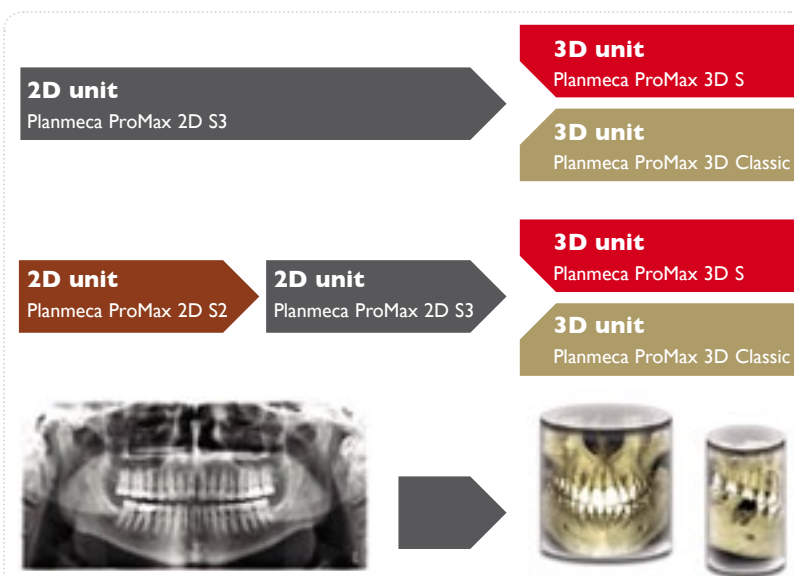 3D unit
Planmeca ProMax 3D S
2D unit
Planmeca ProMax 2D S3
3D unit
Planmeca ProMax 3D Classic
3D unit
Planmeca ProMax 3D S
2D unit
Planmeca ProMax 2D S2
2D unit
Planmeca ProMax 2D S3
3D unit
Planmeca ProMax 3D Classic